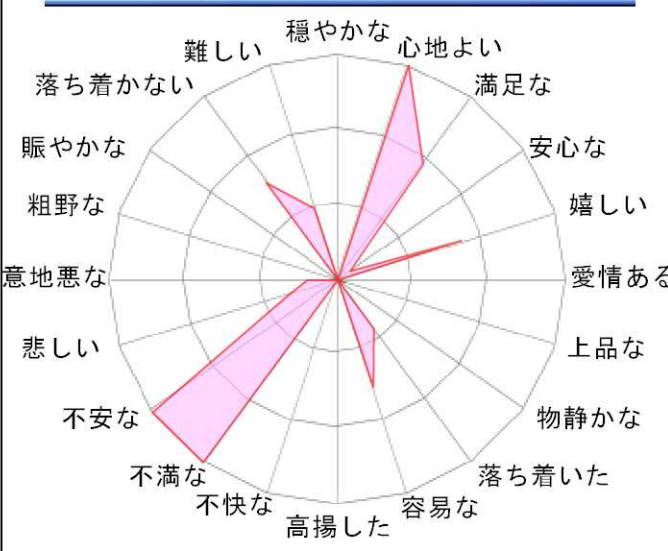 穏やかな
心地よい
満足な
安心な
嬉しい
愛情ある
上品な
物静かな
落ち着いた
容易な
高揚した
不快な
不満な
不安な
悲しい
意地悪な
粗野な
賑やかな
落ち着かない
難しい